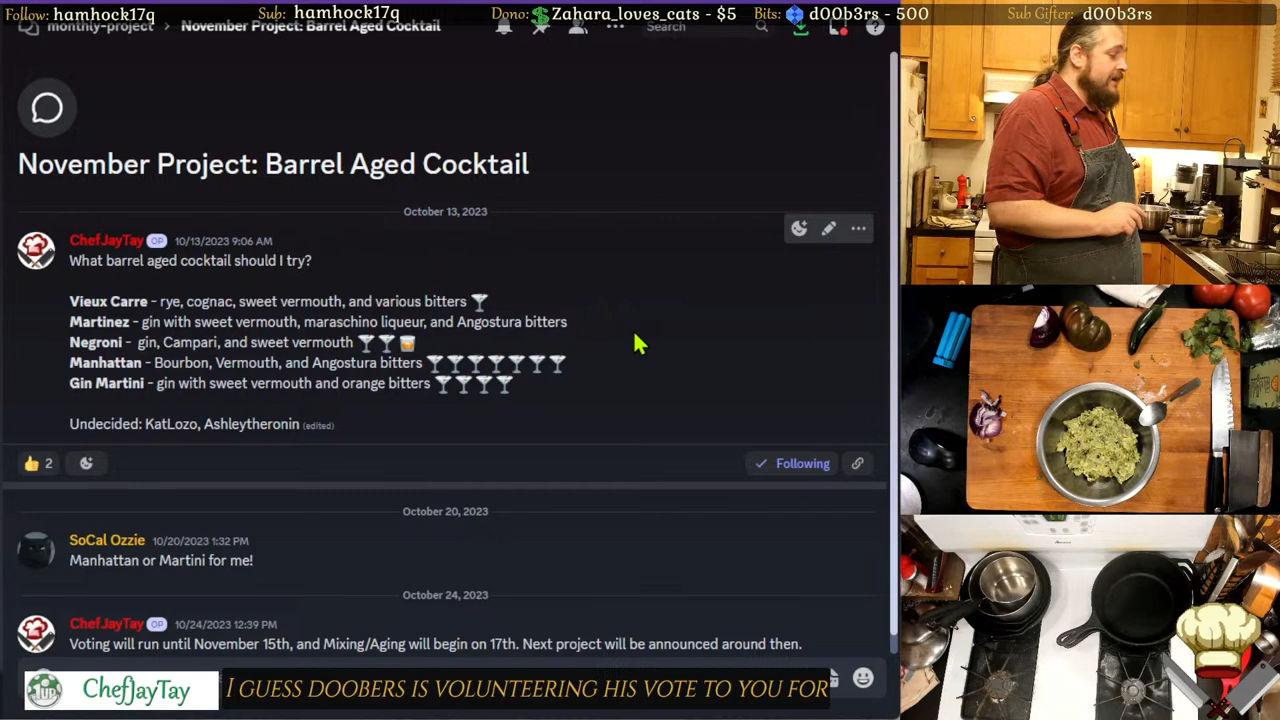 Follow: hamhock17q Sub: hamhock17q Dono: Zahara_loves_cats - $5 Bits: d00b3rs - 500 Sub Gifter: d00b3rs
monthly-project > November Project: Barrel Aged Cocktail Search
November Project: Barrel Aged Cocktail
October 13, 2023
ChefJayTay OP 10/13/2023 9:06 AM
What barrel aged cocktail should I try?
Vieux Carre - rye, cognac, sweet vermouth, and various bitters 🍸
Martinez - gin with sweet vermouth, maraschino liqueur, and Angostura bitters
Negroni - gin, Campari, and sweet vermouth 🍸🍸🥃
Manhattan - Bourbon, Vermouth, and Angostura bitters 🍸🍸🍸🍸🍸🍸🍸
Gin Martini - gin with sweet vermouth and orange bitters 🍸🍸🍸🍸
Undecided: KatLozo, Ashleytheronin (edited)
👍 2 ✓ Following
October 20, 2023
SoCal Ozzie 10/20/2023 1:32 PM
Manhattan or Martini for me!
October 24, 2023
ChefJayTay OP 10/24/2023 12:39 PM
Voting will run until November 15th, and Mixing/Aging will begin on 17th. Next project will be announced around then.
1UP ChefJayTay I GUESS DOOBERS IS VOLUNTEERING HIS VOTE TO YOU FOR